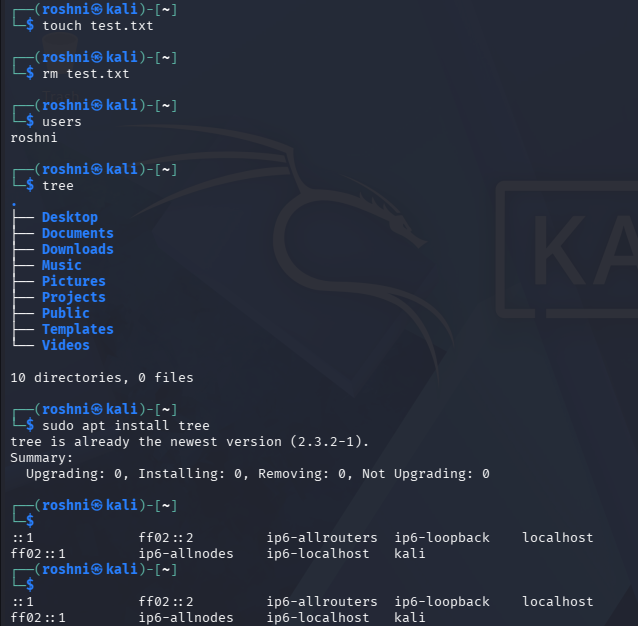 ┌──(roshni㉿kali)-[~]
└─$ touch test.txt
┌──(roshni㉿kali)-[~]
└─$ rm test.txt
┌──(roshni㉿kali)-[~]
└─$ users
roshni
┌──(roshni㉿kali)-[~]
└─$ tree
.
├── Desktop
├── Documents
├── Downloads
├── Music
├── Pictures
├── Projects
├── Public
├── Templates
└── Videos
10 directories, 0 files
┌──(roshni㉿kali)-[~]
└─$ sudo apt install tree
tree is already the newest version (2.3.2-1).
Summary:
  Upgrading: 0, Installing: 0, Removing: 0, Not Upgrading: 0
┌──(roshni㉿kali)-[~]
└─$
::1             ff02::2         ip6-allrouters  ip6-loopback    localhost
ff02::1         ip6-allnodes    ip6-localhost   kali
┌──(roshni㉿kali)-[~]
└─$
::1             ff02::2         ip6-allrouters  ip6-loopback    localhost
ff02::1         ip6-allnodes    ip6-localhost   kali
KA